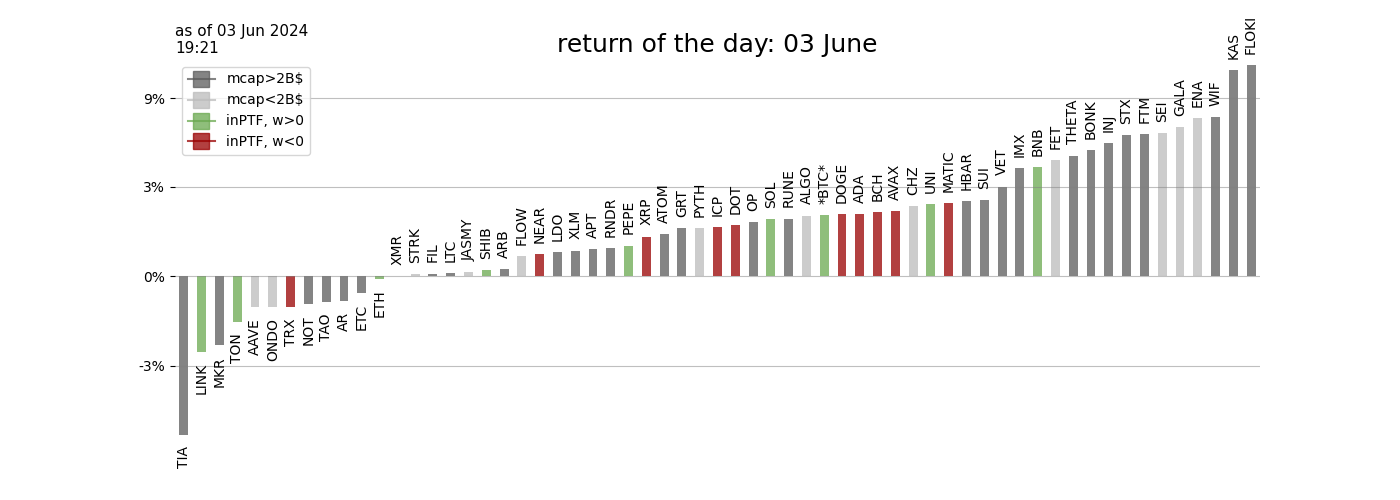 as of 03 Jun 2024
19:21
return of the day: 03 June
mcap>2B$
mcap<2B$
inPTF, w>0
inPTF, w<0
9%
3%
0%
-3%
TIA
LINK
MKR
TON
AAVE
ONDO
TRX
NOT
TAO
AR
ETC
ETH
XMR
STRK
FIL
LTC
JASMY
SHIB
ARB
FLOW
NEAR
LDO
XLM
APT
RNDR
PEPE
XRP
ATOM
GRT
PYTH
ICP
DOT
OP
SOL
RUNE
ALGO
*BTC*
DOGE
ADA
BCH
AVAX
CHZ
UNI
MATIC
HBAR
SUI
VET
IMX
BNB
FET
THETA
BONK
INJ
STX
FTM
SEI
GALA
ENA
WIF
KAS
FLOKI